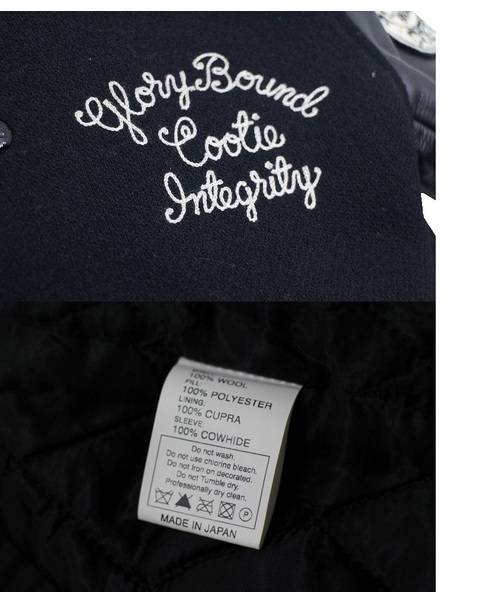 Glory Bound
Cootie
Integrity
100% WOOL
FILL:
100% POLYESTER
LINING:
100% CUPRA
SLEEVE:
100% COWHIDE
Do not wash.
Do not use chlorine bleach.
Do not Iron on decorated.
Do not Tumble dry.
Professionally dry clean.
P
MADE IN JAPAN